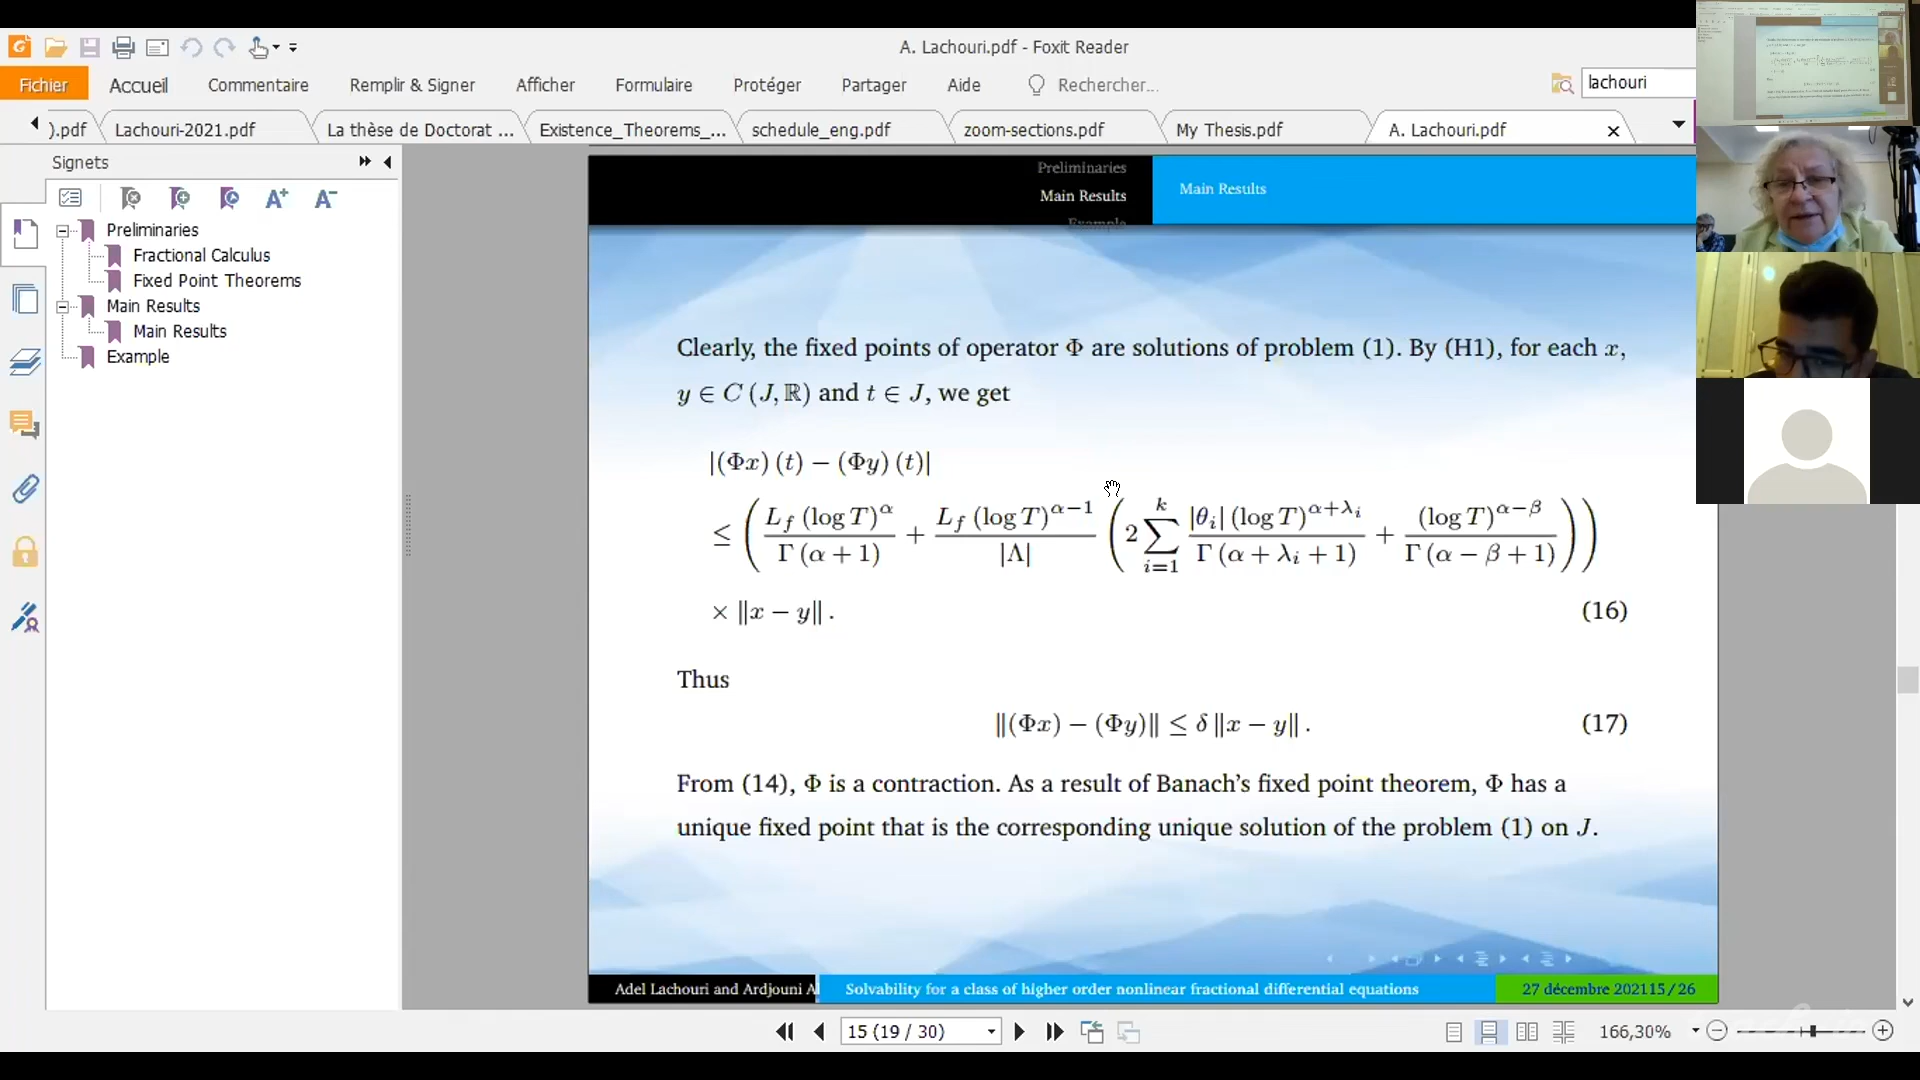 A. Lachouri.pdf - Foxit Reader
Fichier Accueil Commentaire Remplir & Signer Afficher Formulaire Protéger Partager Aide Rechercher... lachouri
).pdf Lachouri-2021.pdf La thèse de Doctorat ... Existence_Theorems_... schedule_eng.pdf zoom-sections.pdf My Thesis.pdf A. Lachouri.pdf
Signets
Preliminaries
Fractional Calculus
Fixed Point Theorems
Main Results
Main Results
Example
Preliminaries
Main Results
Example
Main Results
Clearly, the fixed points of operator Φ are solutions of problem (1). By (H1), for each x,
y ∈ C (J, ℝ) and t ∈ J, we get
|(Φx) (t) − (Φy) (t)|
≤ ( L_f (log T)^α / Γ (α + 1) + L_f (log T)^{α−1} / |Λ| ( 2 ∑_{i=1}^{k} |θ_i| (log T)^{α+λ_i} / Γ (α + λ_i + 1) + (log T)^{α−β} / Γ (α − β + 1) ) )
× ‖x − y‖ . (16)
Thus
‖(Φx) − (Φy)‖ ≤ δ ‖x − y‖ . (17)
From (14), Φ is a contraction. As a result of Banach's fixed point theorem, Φ has a
unique fixed point that is the corresponding unique solution of the problem (1) on J.
Adel Lachouri and Ardjouni A Solvability for a class of higher order nonlinear fractional differential equations 27 décembre 2021 15 / 26
15 (19 / 30) 166,30%